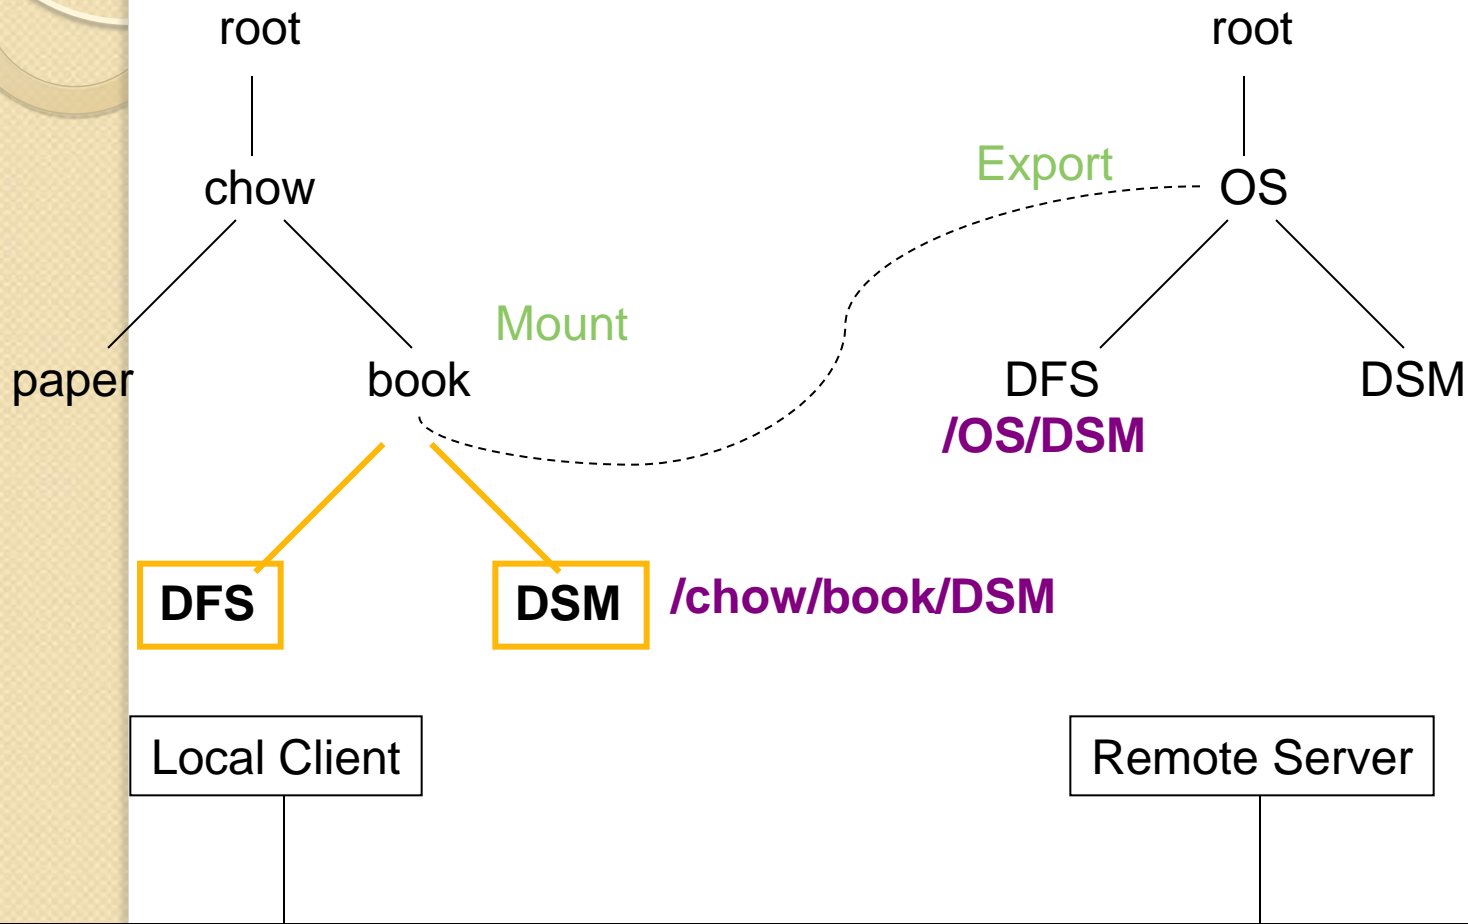 root
root
Export
chow
OS
Mount
paper
book
DFS
DSM
/OS/DSM
DFS
DSM
/chow/book/DSM
Local Client
Remote Server